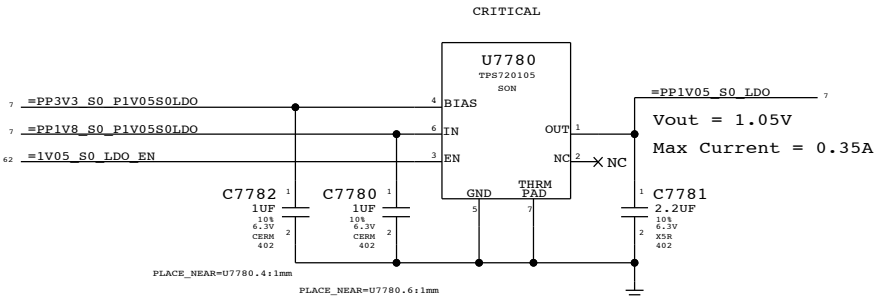 CRITICAL
U7780
TPS720105
SON
7 =PP3V3_S0_P1V05S0LDO 4 BIAS
=PP1V05_S0_LDO 7
7 =PP1V8_S0_P1V05S0LDO 6 IN
OUT 1
Vout = 1.05V
62 =1V05_S0_LDO_EN 3 EN
NC 2 NC
Max Current = 0.35A
GND
THRM
PAD
5 7
C7782 1
1UF
10%
6.3V
CERM
402
2
C7780 1
1UF
10%
6.3V
CERM
402
2
1 C7781
2.2UF
10%
6.3V
X5R
402
2
PLACE_NEAR=U7780.4:1mm
PLACE_NEAR=U7780.6:1mm